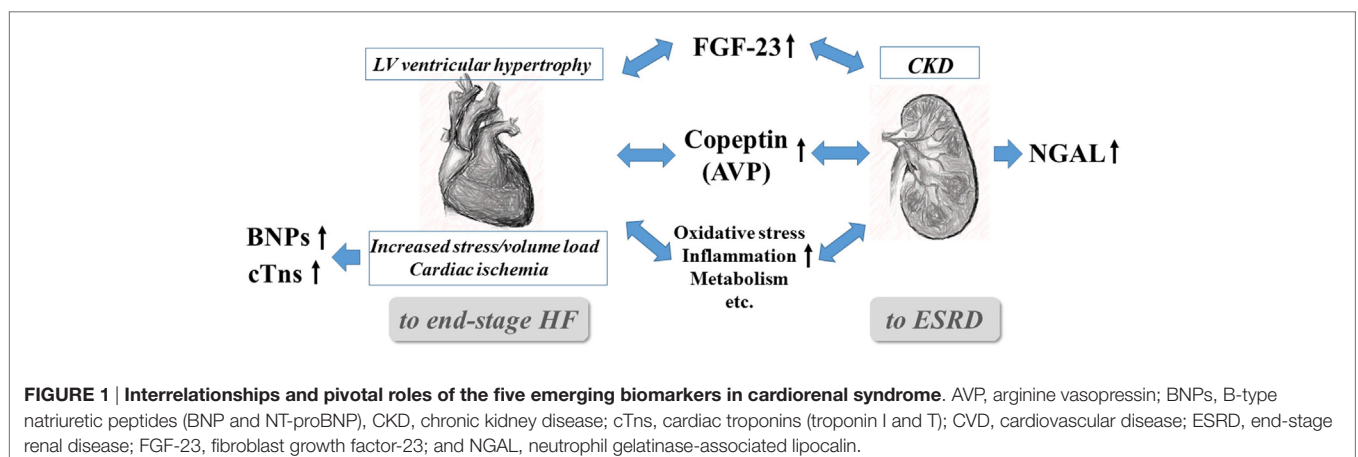 FGF-23↑
LV ventricular hypertrophy
CKD
Copeptin ↑
(AVP)
NGAL↑
Oxidative stress
Inflammation ↑
Metabolism
etc.
BNPs ↑
cTns ↑
Increased stress/volume load
Cardiac ischemia
to end-stage HF
to ESRD
FIGURE 1 | Interrelationships and pivotal roles of the five emerging biomarkers in cardiorenal syndrome. AVP, arginine vasopressin; BNPs, B-type
natriuretic peptides (BNP and NT-proBNP), CKD, chronic kidney disease; cTns, cardiac troponins (troponin I and T); CVD, cardiovascular disease; ESRD, end-stage
renal disease; FGF-23, fibroblast growth factor-23; and NGAL, neutrophil gelatinase-associated lipocalin.